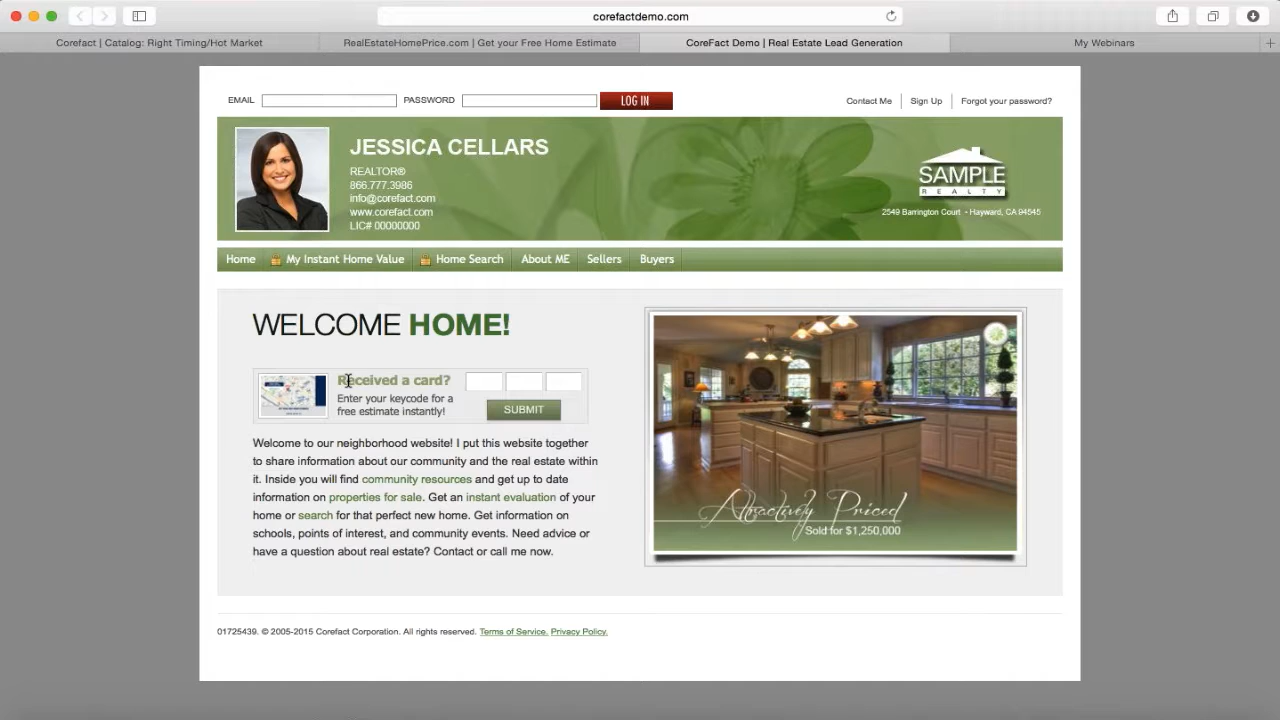 corefactdemo.com
Corefact | Catalog: Right Timing/Hot Market
RealEstateHomePrice.com | Get your Free Home Estimate
CoreFact Demo | Real Estate Lead Generation
My Webinars
EMAIL
PASSWORD
LOG IN
Contact Me
Sign Up
Forgot your password?
JESSICA CELLARS
REALTOR®
866.777.3986
info@corefact.com
www.corefact.com
LIC# 00000000
SAMPLE
REALTY
2549 Barrington Court - Hayward, CA 94545
Home
My Instant Home Value
Home Search
About ME
Sellers
Buyers
WELCOME HOME!
Received a card?
Enter your keycode for a
free estimate instantly!
SUBMIT
Welcome to our neighborhood website! I put this website together
to share information about our community and the real estate within
it. Inside you will find community resources and get up to date
information on properties for sale. Get an instant evaluation of your
home or search for that perfect new home. Get information on
schools, points of interest, and community events. Need advice or
have a question about real estate? Contact or call me now.
Attractively Priced
Sold for $1,250,000
01725439. © 2005-2015 Corefact Corporation. All rights reserved. Terms of Service. Privacy Policy.